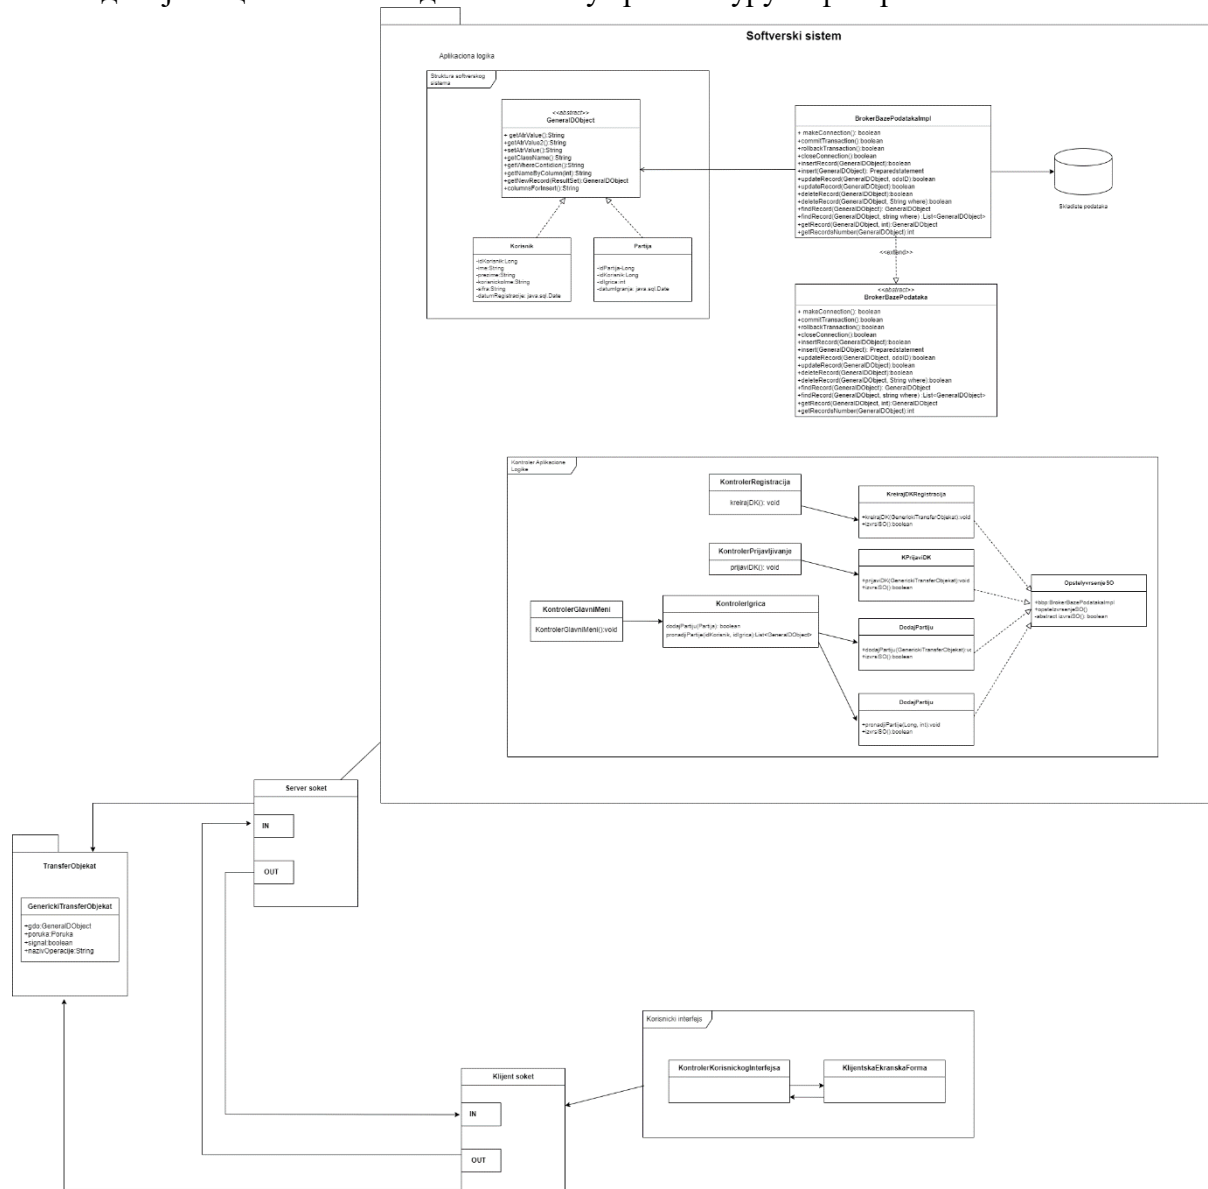 Softverski sistem
Aplikaciona logika
Struktura softverskog
sistema
<<abstract>>
GeneralDObject
+ getAtrValue():String
+getAtrValue2():String
+setAtrValue():String
+getClassName():String
+getWhereContidion():String
+getNameByColumn(int):String
+getNewRecord(ResultSet):GeneralDObject
+columnsForInsert():String
Korisnik
-idKorisnik:Long
-ime:String
-prezime:String
-korisnickoIme:String
-sifra:String
-datumRegistracije: java.sql.Date
Partija
-idPartija-Long
-idKorisnik:Long
-idIgrica:int
-datumIgranja: java.sql.Date
BrokerBazePodatakaImpl
+ makeConnection(): boolean
+commitTransaction():boolean
+rollbackTransaction():boolean
+closeConnection():boolean
+insertRecord(GeneralDObject):boolean
+insert(GeneralDObject): Preparedstatement
+updateRecord(GeneralDObject, odoID):boolean
+updateRecord(GeneralDObject):boolean
+deleteRecord(GeneralDObject):boolean
+deleteRecord(GeneralDObject, String where):boolean
+findRecord(GeneralDObject): GeneralDObject
+findRecord(GeneralDObject, string where) :List<GeneralDObject>
+getRecord(GeneralDObject, int):GeneralDObject
+getRecordsNumber(GeneralDObject):int
Skladiste podataka
<<extend>>
<<abstract>>
BrokerBazePodataka
+ makeConnection(): boolean
+commitTransaction():boolean
+rollbackTransaction():boolean
+closeConnection():boolean
+insertRecord(GeneralDObject):boolean
+insert(GeneralDObject): Preparedstatement
+updateRecord(GeneralDObject, odoID):boolean
+updateRecord(GeneralDObject):boolean
+deleteRecord(GeneralDObject):boolean
+deleteRecord(GeneralDObject, String where):boolean
+findRecord(GeneralDObject): GeneralDObject
+findRecord(GeneralDObject, string where) :List<GeneralDObject>
+getRecord(GeneralDObject, int):GeneralDObject
+getRecordsNumber(GeneralDObject):int
Kontroler Aplikacione
Logike
KontrolerRegistracija
kreirajDK(): void
KreirajDKRegistracija
+kreirajDK(GenerickiTransferObjekat):void
+izvrsiSO():boolean
KontrolerPrijavljivanje
prijaviDK(): void
KPrijaviDK
+prijaviDK(GenerickiTransferObjekat):void
+izvrsiSO():boolean
OpsteIyvrsenjeSO
+bbp:BrokerBazePodatakaImpl
+opsteIzvrsenjeSO()
-abstract izvrsiSO(): boolean
KontrolerGlavniMeni
KontrolerGlavniMeni():void
KontrolerIgrica
dodajPartiju(Partija): boolean
pronadjiPartije(idKorisnik, idIgrica):List<GeneralDObject>
DodajPartiju
+dodajPartiju(GenerickiTransferObjekat):v
+izvrsiSO():boolean
DodajPartiju
+pronadjiPartije(Long, int):void
+izvrsiSO():boolean
Server soket
IN
OUT
TransferObjekat
GenerickiTransferObjekat
+gdo:GeneralDObject
+poruka:Poruka
+signal:boolean
+nazivOperacije:String
Korisnicki interfejs
KontrolerKorisnickogInterfejsa
KlijentskaEkranskaForma
Klijent soket
IN
OUT